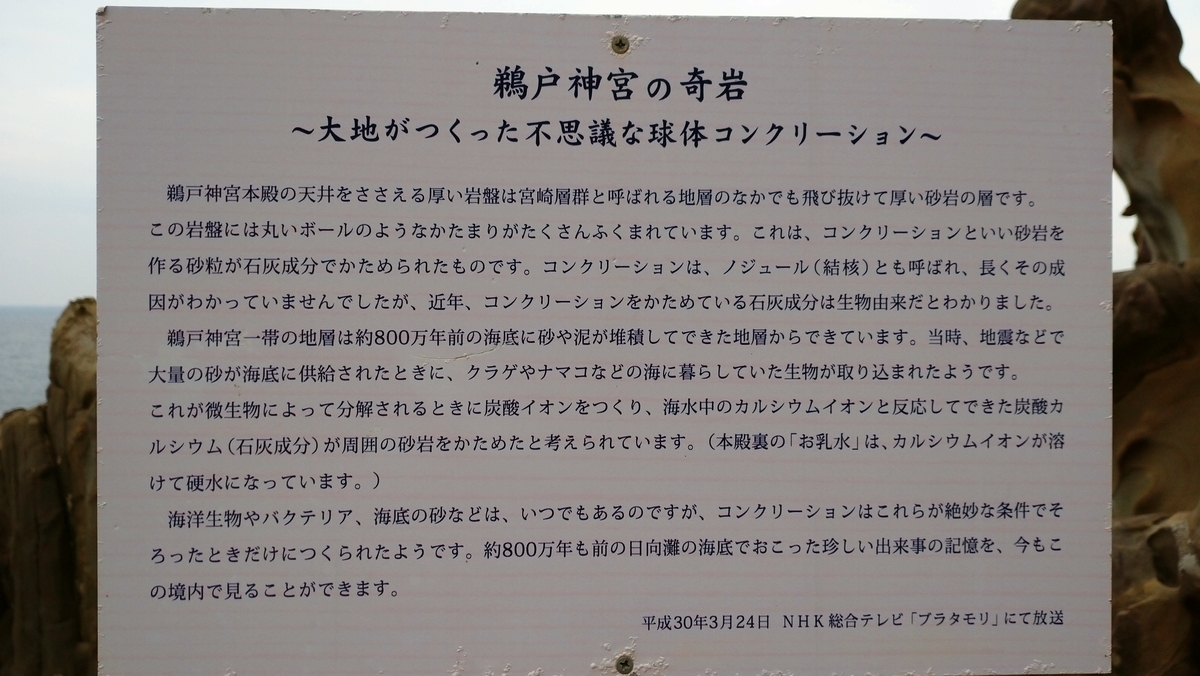 鵜戸神宮の奇岩
～大地がつくった不思議な球体コンクリーション～
鵜戸神宮本殿の天井をささえる厚い岩盤は宮崎層群と呼ばれる地層のなかでも飛び抜けて厚い砂岩の層です。
この岩盤には丸いボールのようなかたまりがたくさんふくまれています。これは、コンクリーションといい砂岩を
作る砂粒が石灰成分でかためられたものです。コンクリーションは、ノジュール（結核）とも呼ばれ、長くその成
因がわかっていませんでしたが、近年、コンクリーションをかためている石灰成分は生物由来だとわかりました。
鵜戸神宮一帯の地層は約800万年前の海底に砂や泥が堆積してできた地層からできています。当時、地震などで
大量の砂が海底に供給されたときに、クラゲやナマコなどの海に暮らしていた生物が取り込まれたようです。
これが微生物によって分解されるときに炭酸イオンをつくり、海水中のカルシウムイオンと反応してできた炭酸カ
ルシウム（石灰成分）が周囲の砂岩をかためたと考えられています。（本殿裏の「お乳水」は、カルシウムイオンが溶
けて硬水になっています。）
海洋生物やバクテリア、海底の砂などは、いつでもあるのですが、コンクリーションはこれらが絶妙な条件でそ
ろったときだけにつくられたようです。約800万年も前の日向灘の海底でおこった珍しい出来事の記憶を、今もこ
の境内で見ることができます。
平成30年3月24日 NHK総合テレビ「ブラタモリ」にて放送